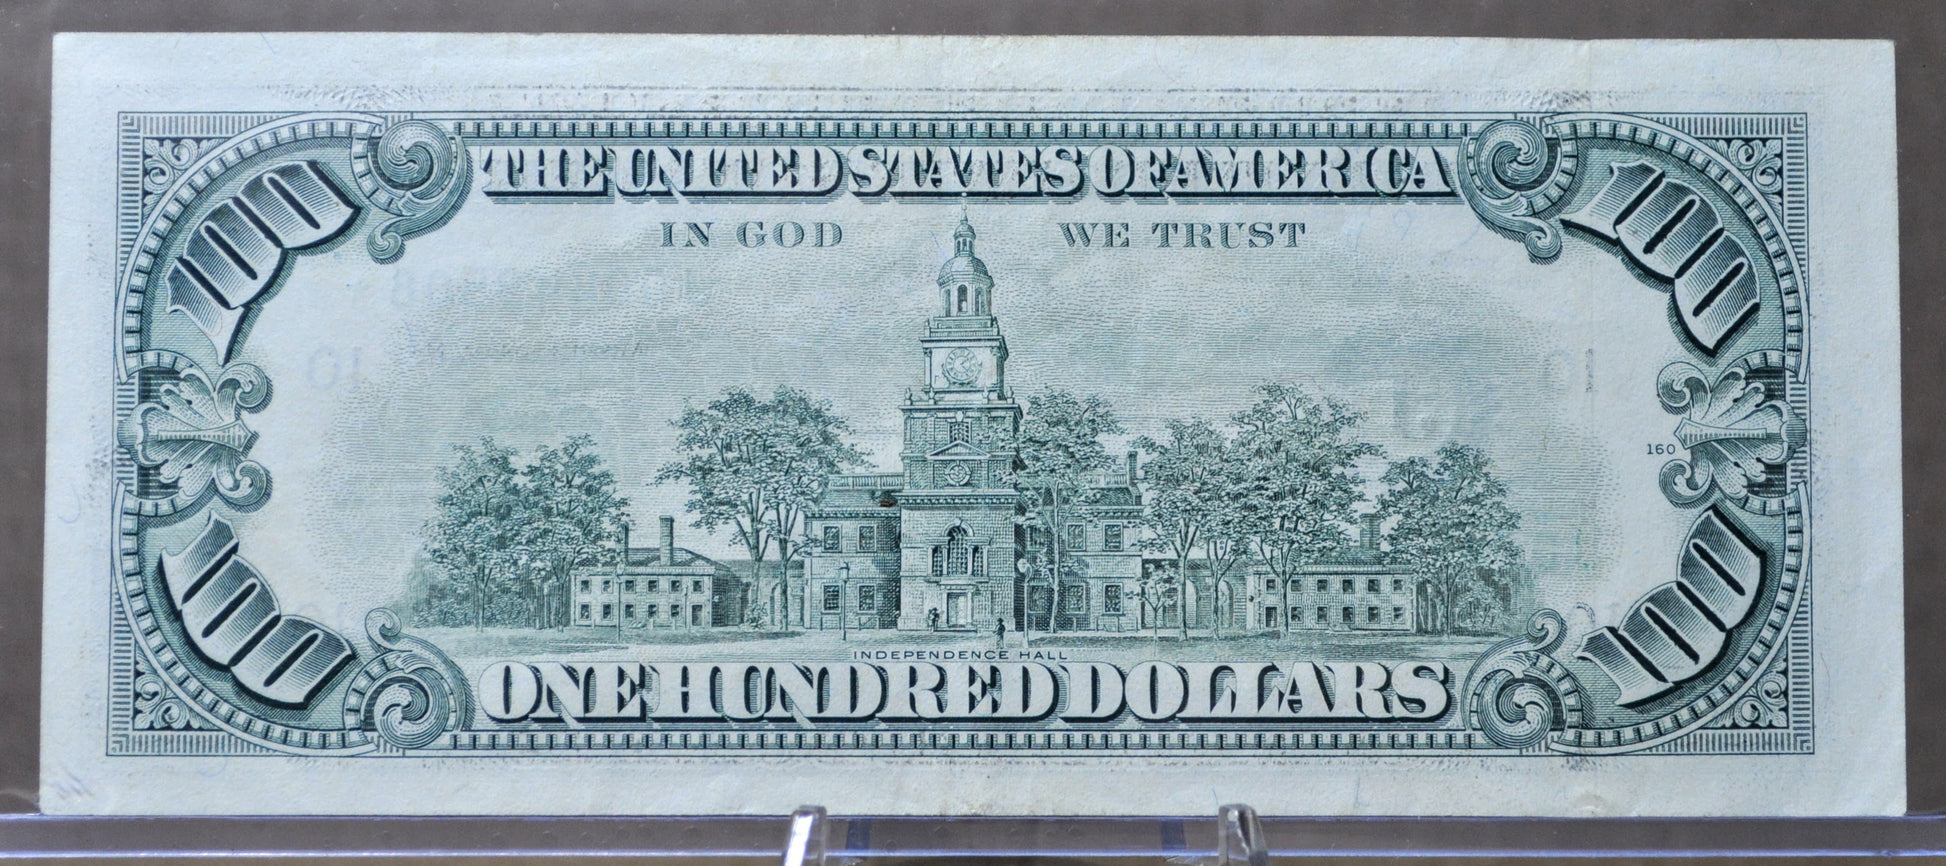 THE UNITED STATES OF AMERICA
100 100
IN GOD WE TRUST
160
100 100
INDEPENDENCE HALL
ONE HUNDRED DOLLARS